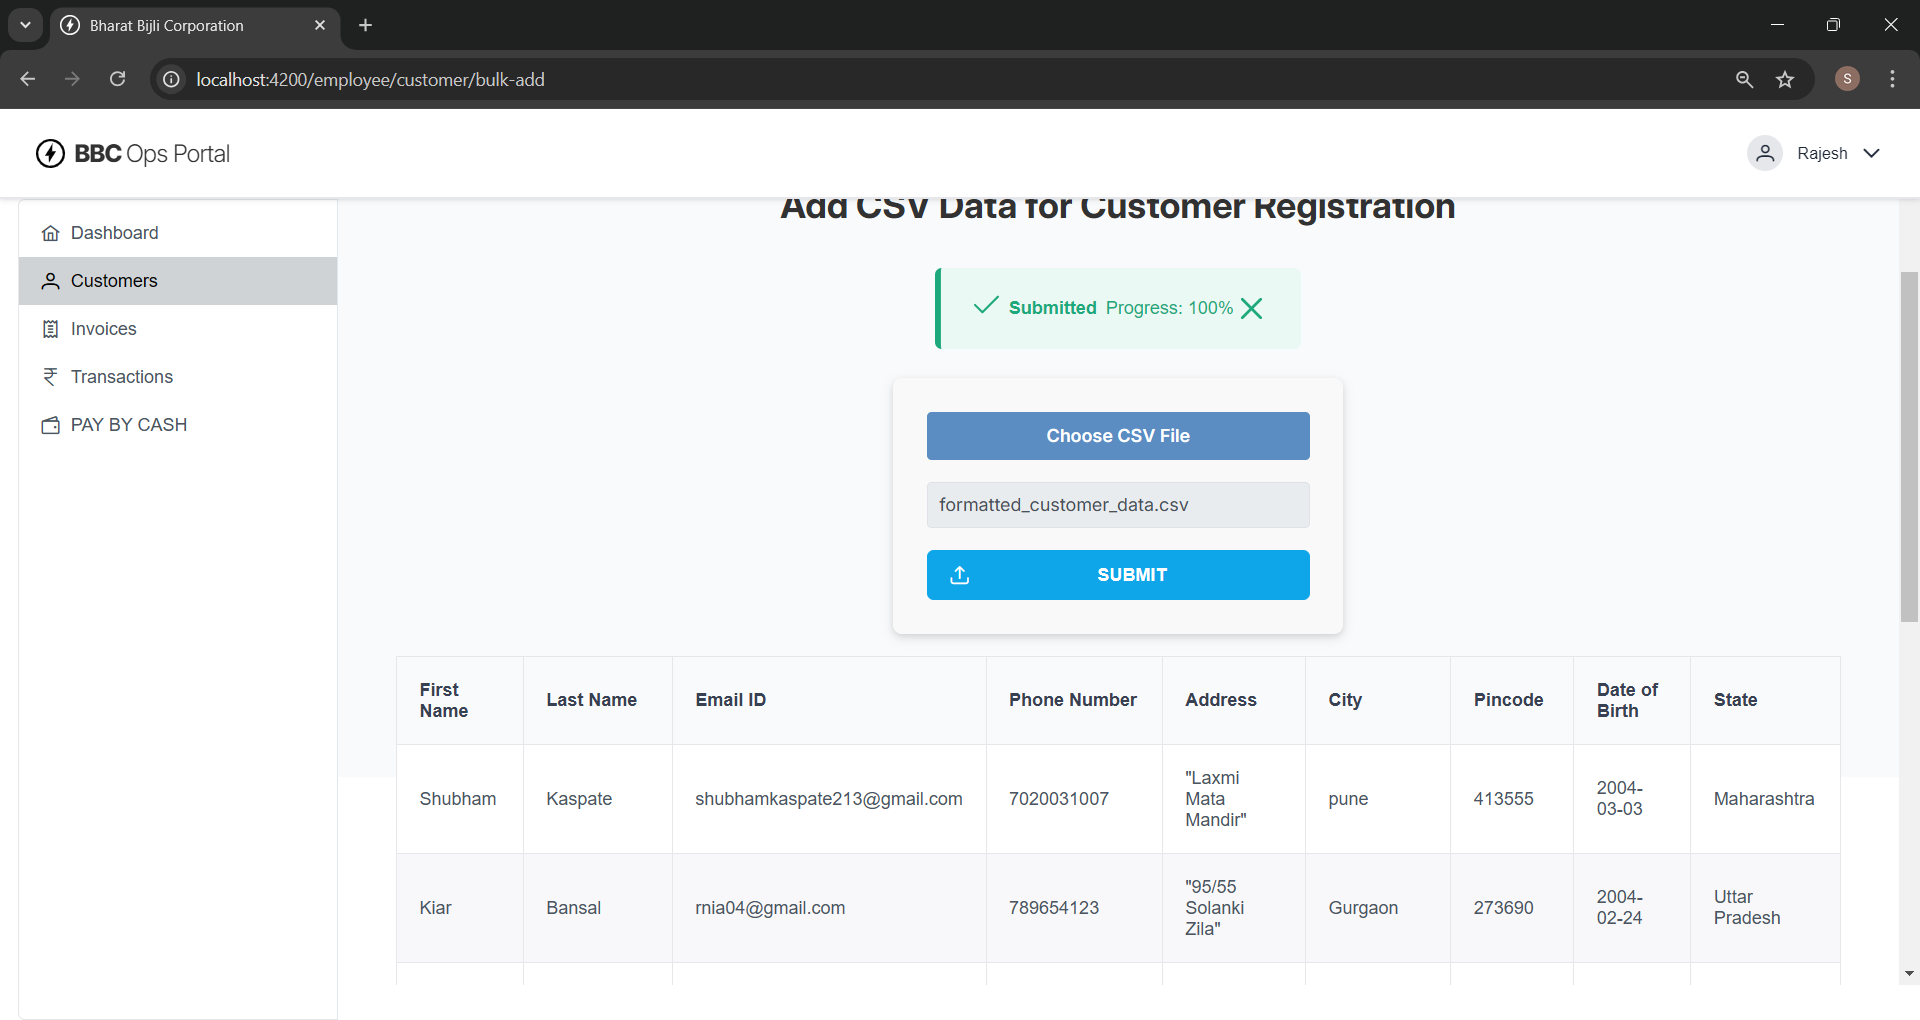 Bharat Bijli Corporation
localhost:4200/employee/customer/bulk-add
S
BBC Ops Portal
Rajesh
Dashboard
Customers
Invoices
Transactions
PAY BY CASH
Add CSV Data for Customer Registration
Submitted Progress: 100%
Choose CSV File
formatted_customer_data.csv
SUBMIT
First Name Last Name Email ID Phone Number Address City Pincode Date of Birth State
Shubham Kaspate shubhamkaspate213@gmail.com 7020031007 "Laxmi Mata Mandir" pune 413555 2004-03-03 Maharashtra
Kiar Bansal rnia04@gmail.com 789654123 "95/55 Solanki Zila" Gurgaon 273690 2004-02-24 Uttar Pradesh